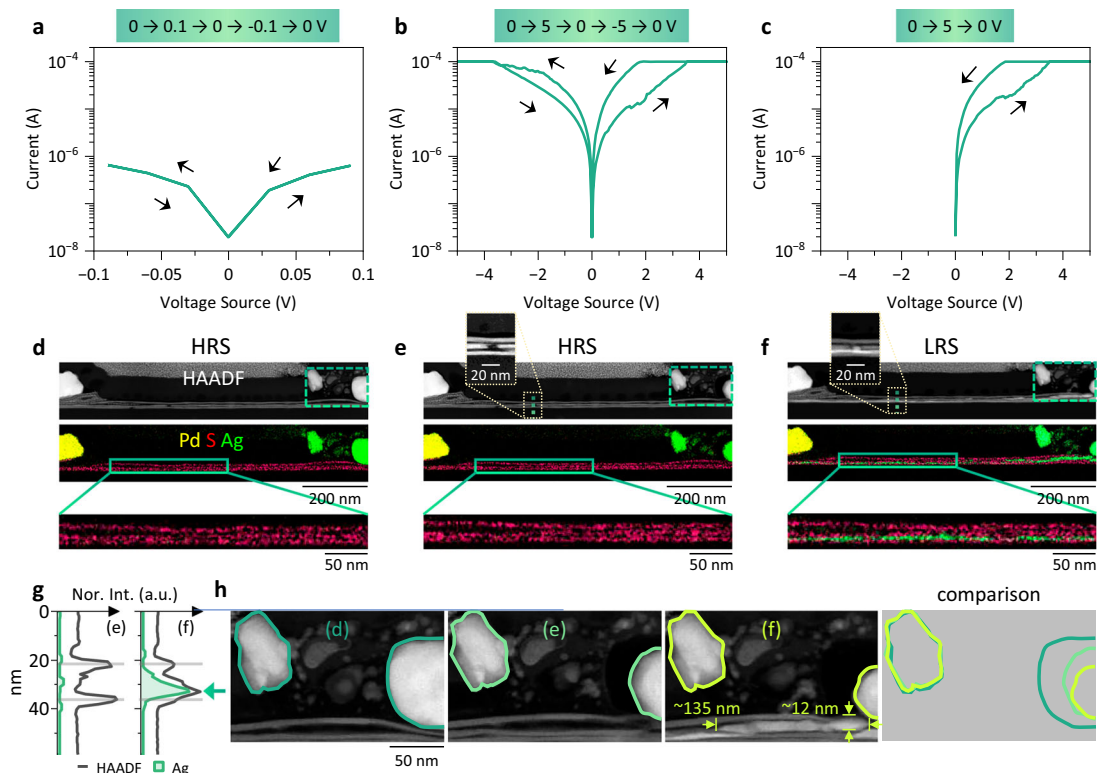 0 → 0.1 → 0 → -0.1 → 0 V
0 → 5 → 0 → -5 → 0 V
0 → 5 → 0 V
a
b
c
Current (A)
10⁻⁴
10⁻⁶
10⁻⁸
−0.1 −0.05 0 0.05 0.1
Voltage Source (V)
Current (A)
10⁻⁴
10⁻⁶
10⁻⁸
−4 −2 0 2 4
Voltage Source (V)
Current (A)
10⁻⁴
10⁻⁶
10⁻⁸
−4 −2 0 2 4
Voltage Source (V)
d HRS
HAADF
Pd S Ag
200 nm
50 nm
e HRS
20 nm
200 nm
50 nm
f LRS
20 nm
200 nm
50 nm
g Nor. Int. (a.u.)
(e) (f)
nm
0
20
40
HAADF Ag
h
(d)
50 nm
(e)
(f)
~135 nm
~12 nm
comparison